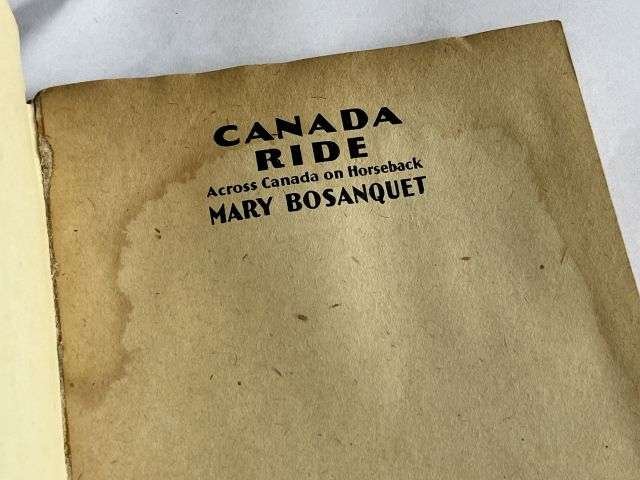 CANADA
RIDE
Across Canada on Horseback
MARY BOSANQUET